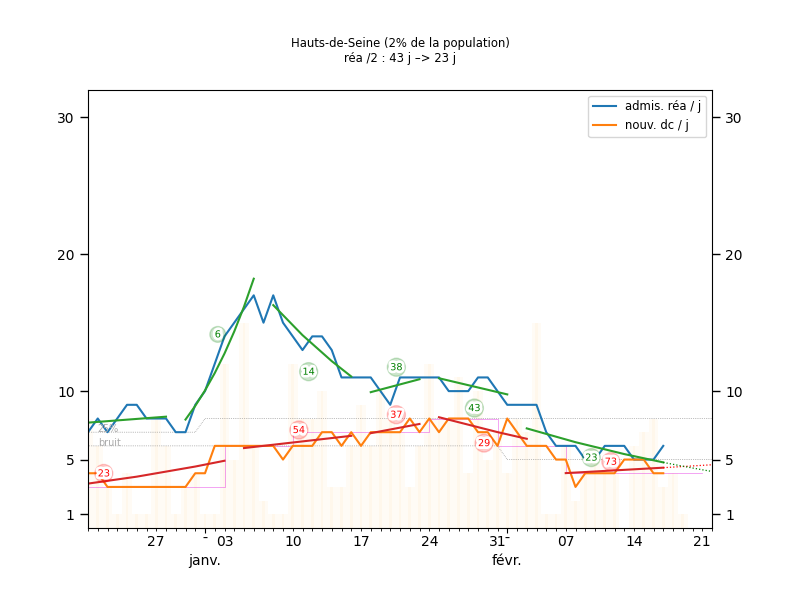 Hauts-de-Seine (2% de la population)
réa /2 : 43 j –> 23 j
admis. réa / j
nouv. dc / j
30 30
20 20
10 10
5 5
1 1
6
14
38
43
23
23
54
37
29
73
bruit
27 03 10 17 24 31 07 14 21
janv. févr.